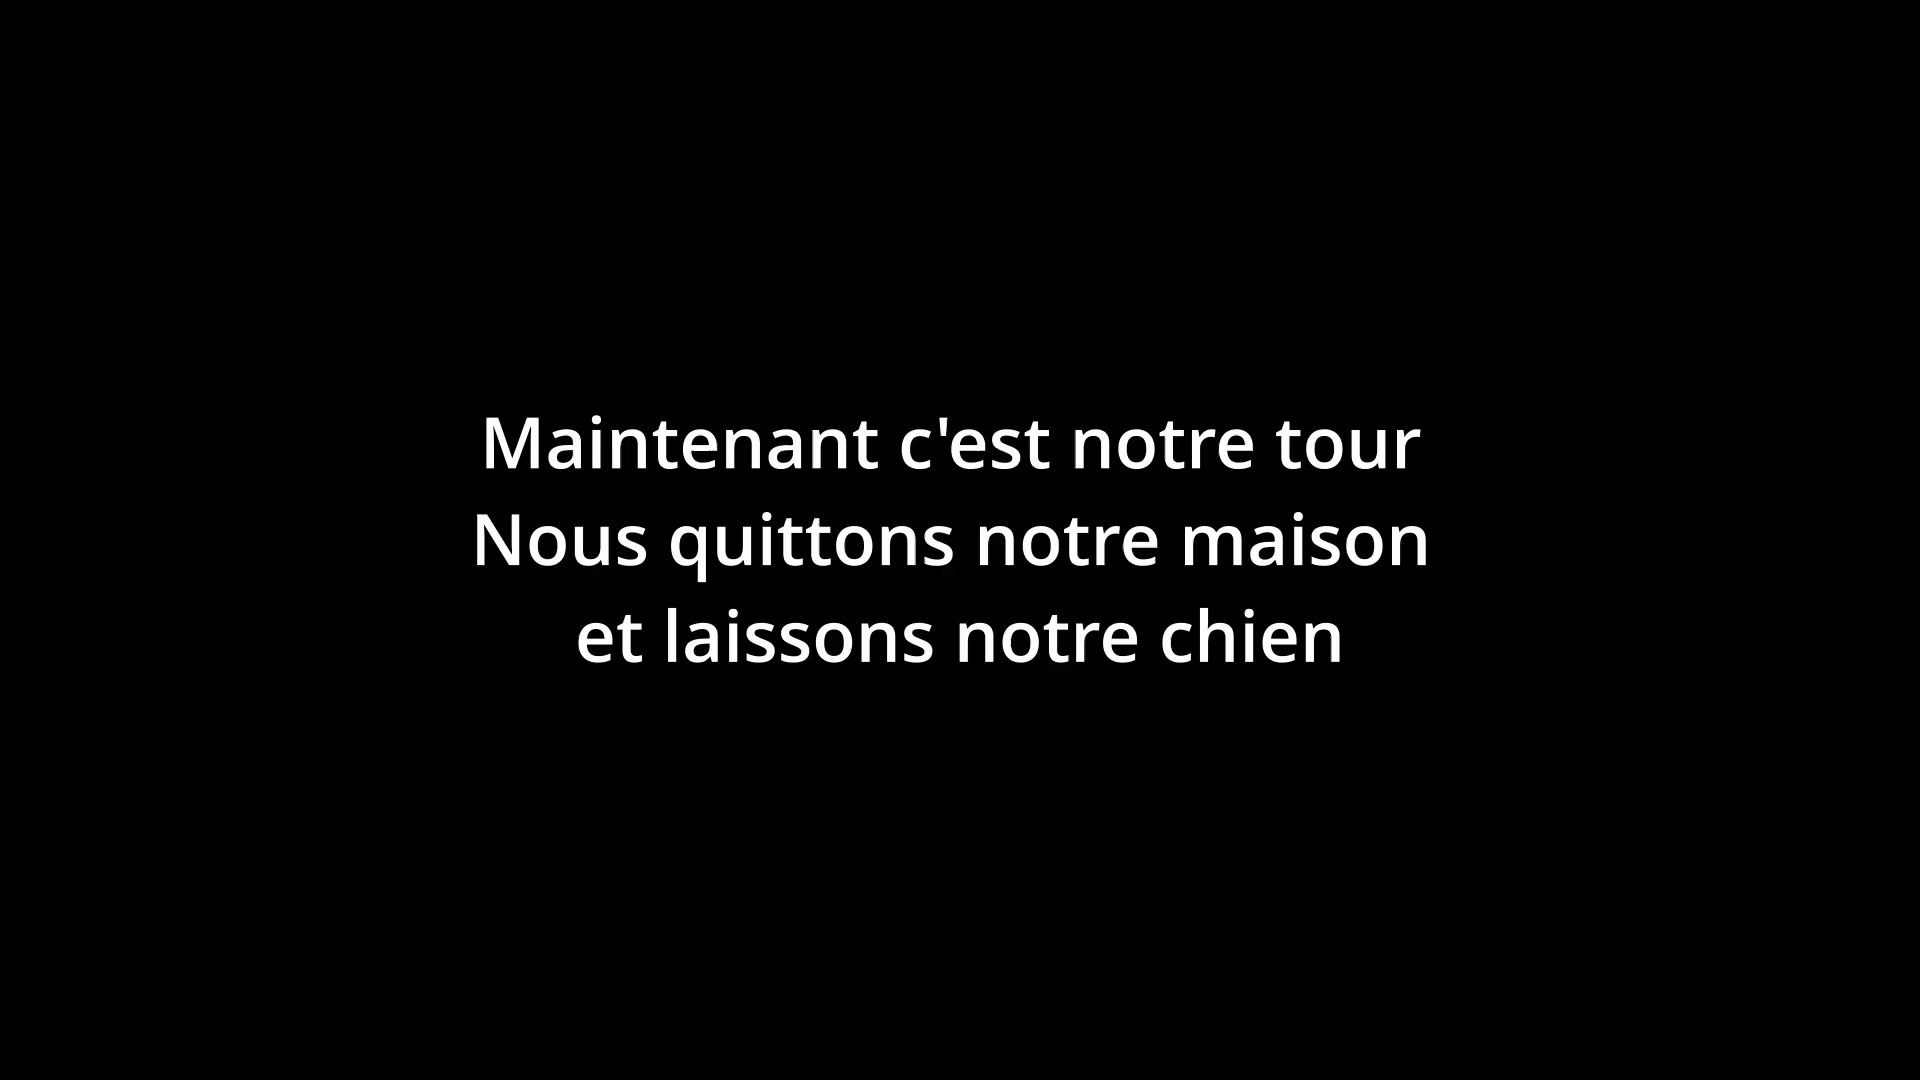 Maintenant c'est notre tour
Nous quittons notre maison
et laissons notre chien